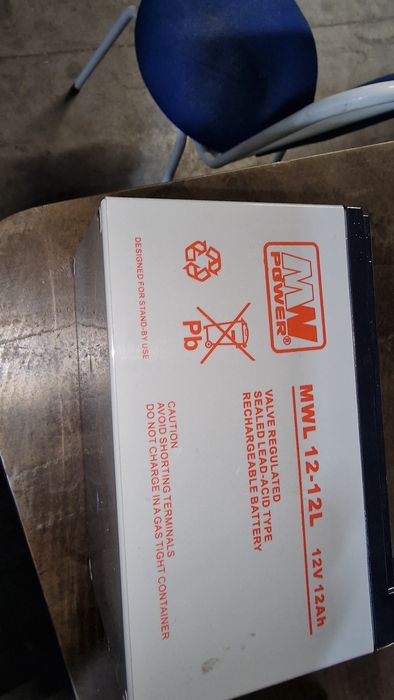 MW
POWER®
MWL 12-12L 12V 12Ah
VALVE REGULATED
SEALED LEAD-ACID TYPE
RECHARGEABLE BATTERY
Pb
CAUTION
AVOID SHORTING TERMINALS
DO NOT CHARGE IN A GAS TIGHT CONTAINER
DESIGNED FOR STAND-BY USE